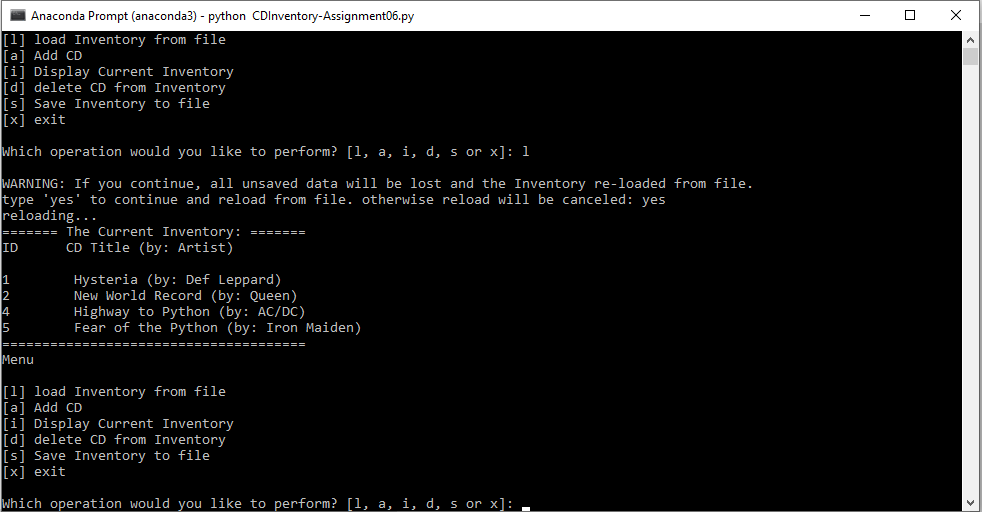 Anaconda Prompt (anaconda3) - python  CDInventory-Assignment06.py
[l] load Inventory from file
[a] Add CD
[i] Display Current Inventory
[d] delete CD from Inventory
[s] Save Inventory to file
[x] exit
Which operation would you like to perform? [l, a, i, d, s or x]: l
WARNING: If you continue, all unsaved data will be lost and the Inventory re-loaded from file.
type 'yes' to continue and reload from file. otherwise reload will be canceled: yes
reloading...
======= The Current Inventory: =======
ID      CD Title (by: Artist)
1        Hysteria (by: Def Leppard)
2        New World Record (by: Queen)
4        Highway to Python (by: AC/DC)
5        Fear of the Python (by: Iron Maiden)
======================================
Menu
[l] load Inventory from file
[a] Add CD
[i] Display Current Inventory
[d] delete CD from Inventory
[s] Save Inventory to file
[x] exit
Which operation would you like to perform? [l, a, i, d, s or x]: